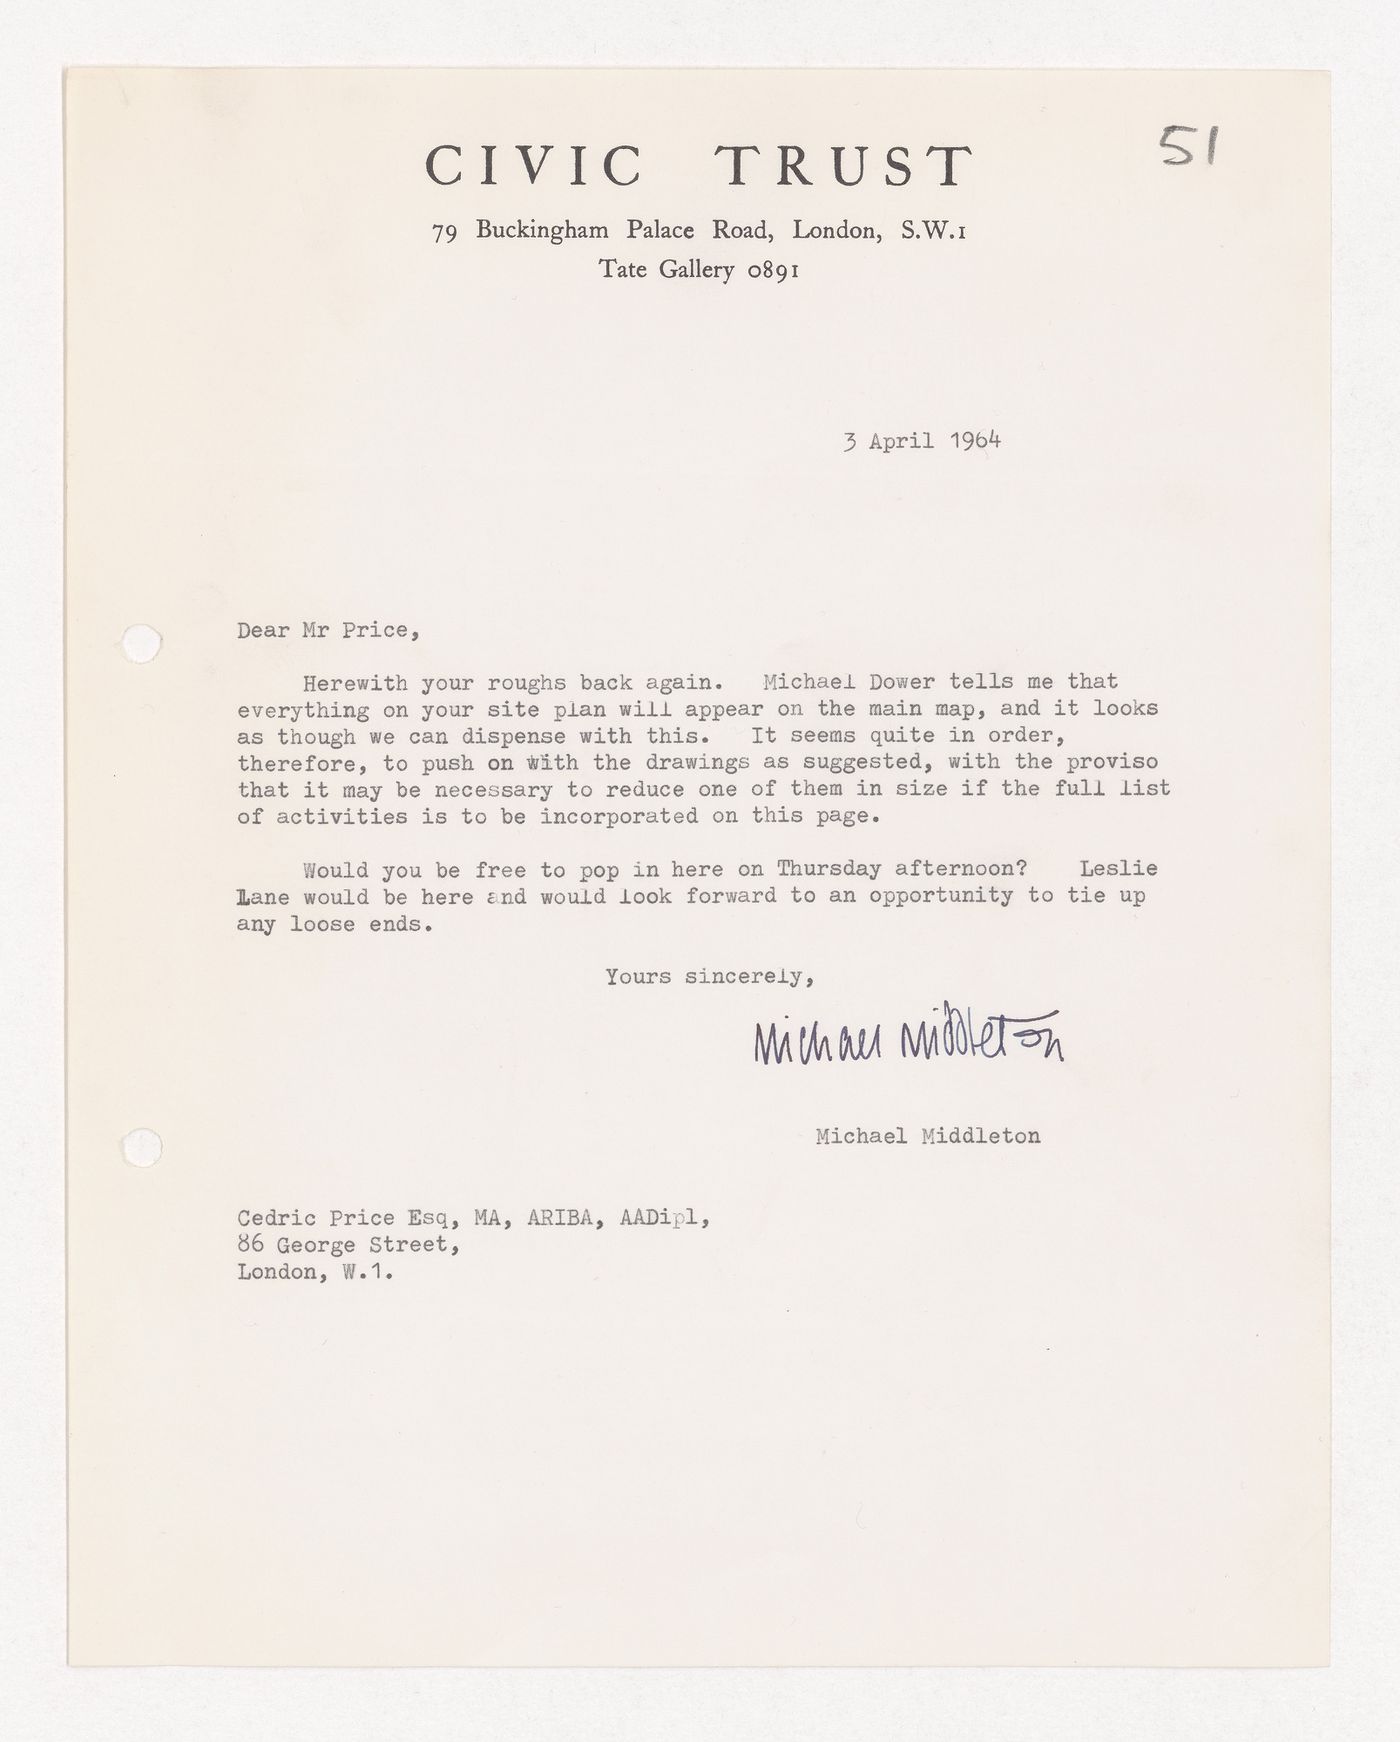 51
CIVIC TRUST
79 Buckingham Palace Road, London, S.W.1
Tate Gallery 0891
3 April 1964
Dear Mr Price,
Herewith your roughs back again. Michael Dower tells me that
everything on your site plan will appear on the main map, and it looks
as though we can dispense with this. It seems quite in order,
therefore, to push on with the drawings as suggested, with the proviso
that it may be necessary to reduce one of them in size if the full list
of activities is to be incorporated on this page.
Would you be free to pop in here on Thursday afternoon? Leslie
Lane would be here and would look forward to an opportunity to tie up
any loose ends.
Yours sincerely,
Michael Middleton
Michael Middleton
Cedric Price Esq, MA, ARIBA, AADipl,
86 George Street,
London, W.1.